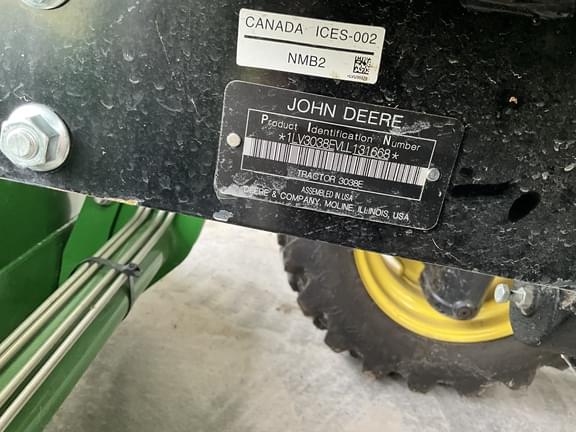 CANADA ICES-002
NMB2
JOHN DEERE
Product Identification Number
*1LV3038EVLL131668*
TRACTOR 3038E
ASSEMBLED IN USA
DEERE & COMPANY, MOLINE, ILLINOIS, USA